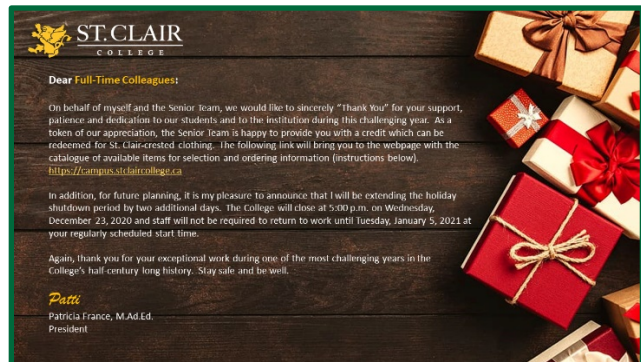 ST. CLAIR
COLLEGE
Dear Full-Time Colleagues:
On behalf of myself and the Senior Team, we would like to sincerely "Thank You" for your support,
patience and dedication to our students and to the institution during this challenging year. As a
token of our appreciation, the Senior Team is happy to provide you with a credit which can be
redeemed for St. Clair-crested clothing. The following link will bring you to the webpage with the
catalogue of available items for selection and ordering information (instructions below).
https://campus.stclaircollege.ca
In addition, for future planning, it is my pleasure to announce that I will be extending the holiday
shutdown period by two additional days. The College will close at 5:00 p.m. on Wednesday,
December 23, 2020 and staff will not be required to return to work until Tuesday, January 5, 2021 at
your regularly scheduled start time.
Again, thank you for your exceptional work during one of the most challenging years in the
College's half-century long history. Stay safe and be well.
Patti
Patricia France, M.Ad.Ed.
President